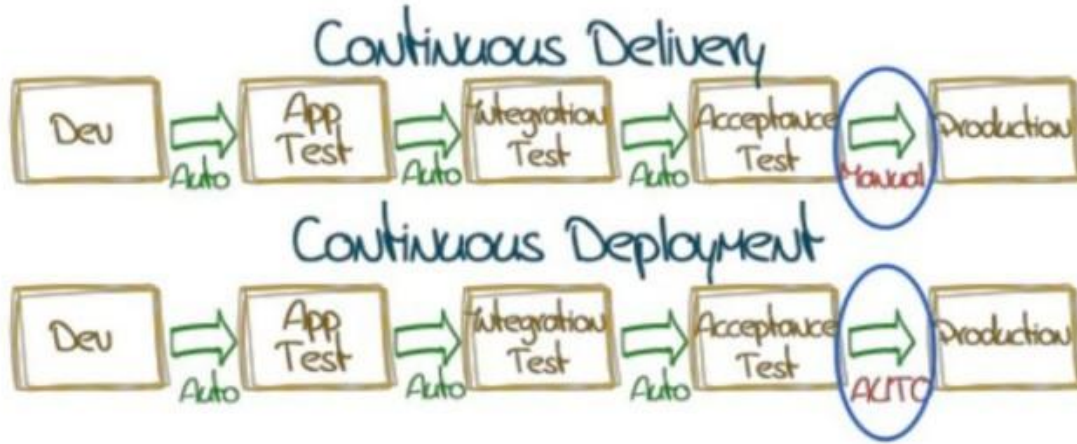 Continuous Delivery
Dev
App
Test
Integration
Test
Acceptance
Test
Production
Auto
Auto
Auto
Manual
Continuous Deployment
Dev
App
Test
Integration
Test
Acceptance
Test
Production
Auto
Auto
Auto
AUTO